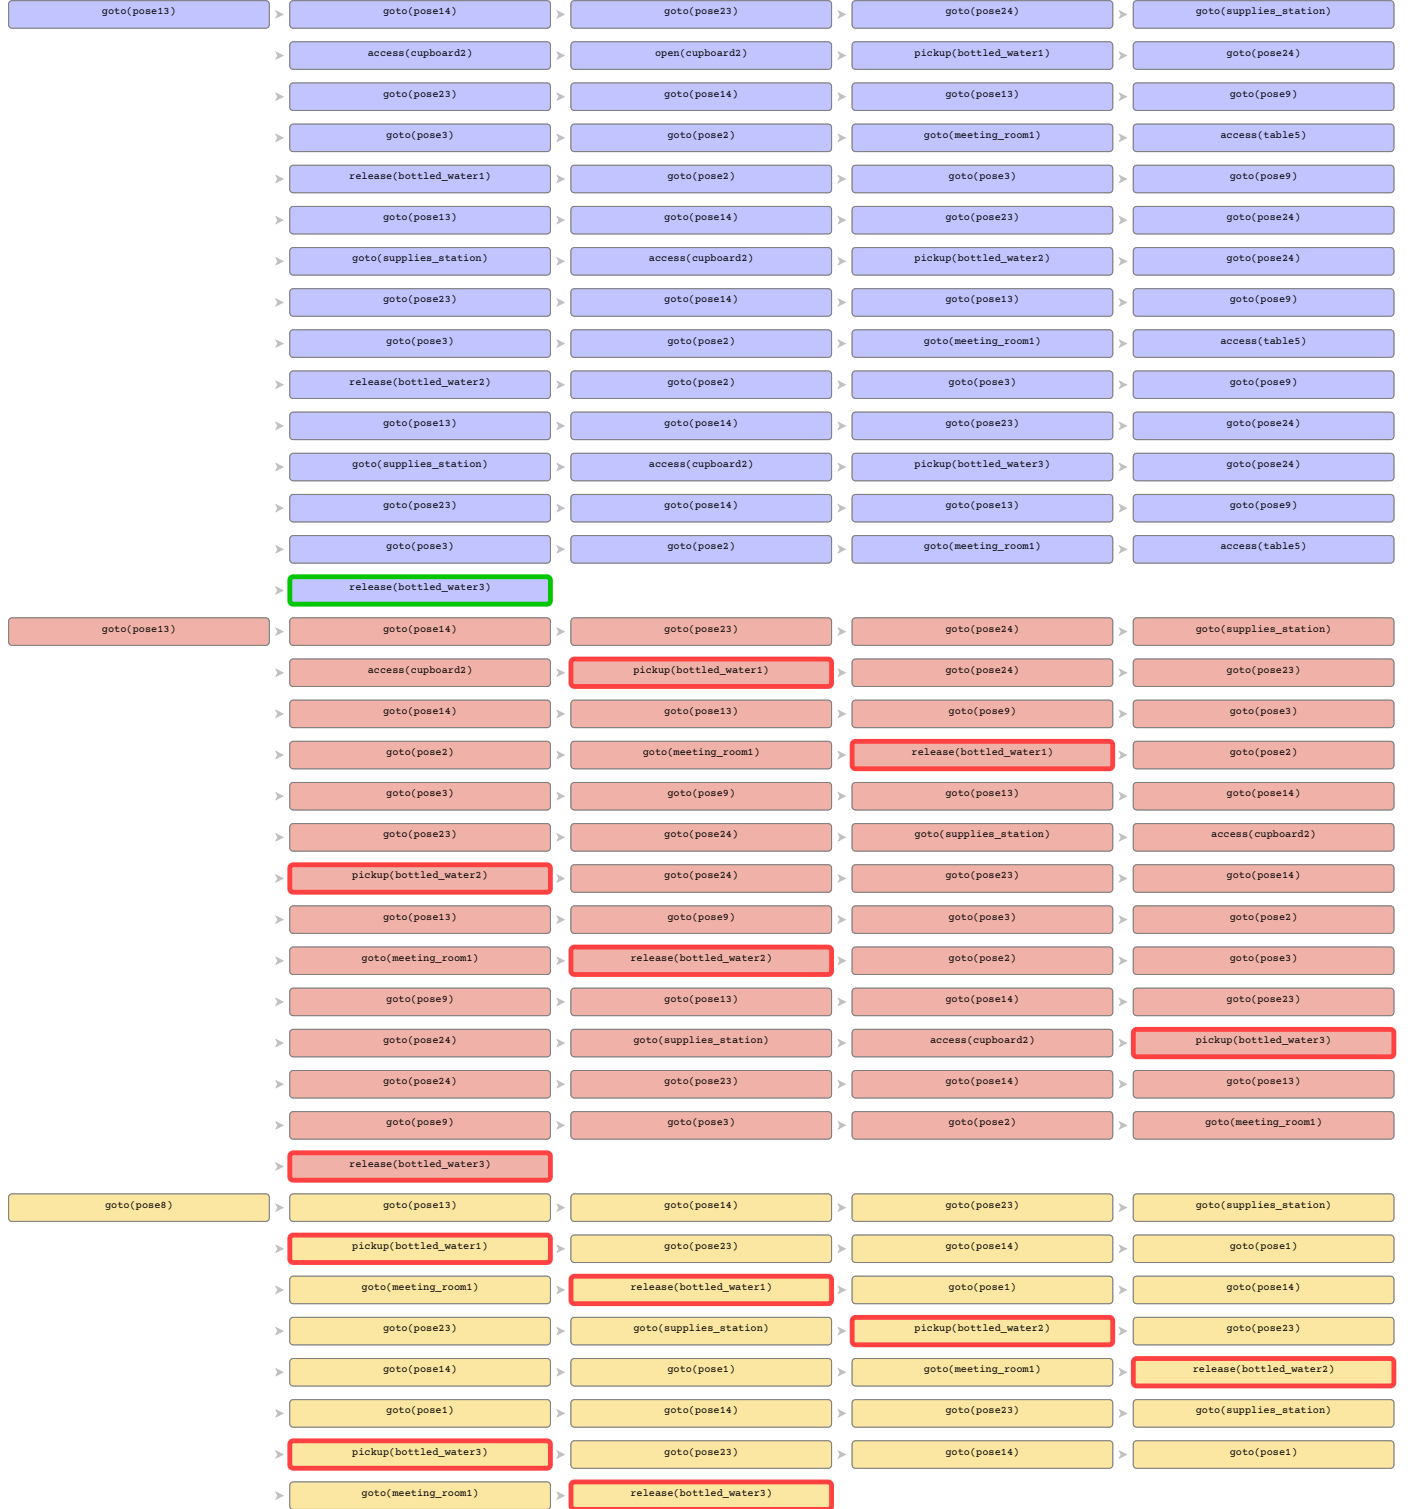 goto(pose13) goto(pose14) goto(pose23) goto(pose24) goto(supplies_station)
access(cupboard2) open(cupboard2) pickup(bottled_water1) goto(pose24)
goto(pose23) goto(pose14) goto(pose13) goto(pose9)
goto(pose3) goto(pose2) goto(meeting_room1) access(table5)
release(bottled_water1) goto(pose2) goto(pose3) goto(pose9)
goto(pose13) goto(pose14) goto(pose23) goto(pose24)
goto(supplies_station) access(cupboard2) pickup(bottled_water2) goto(pose24)
goto(pose23) goto(pose14) goto(pose13) goto(pose9)
goto(pose3) goto(pose2) goto(meeting_room1) access(table5)
release(bottled_water2) goto(pose2) goto(pose3) goto(pose9)
goto(pose13) goto(pose14) goto(pose23) goto(pose24)
goto(supplies_station) access(cupboard2) pickup(bottled_water3) goto(pose24)
goto(pose23) goto(pose14) goto(pose13) goto(pose9)
goto(pose3) goto(pose2) goto(meeting_room1) access(table5)
release(bottled_water3)
goto(pose13) goto(pose14) goto(pose23) goto(pose24) goto(supplies_station)
access(cupboard2) pickup(bottled_water1) goto(pose24) goto(pose23)
goto(pose14) goto(pose13) goto(pose9) goto(pose3)
goto(pose2) goto(meeting_room1) release(bottled_water1) goto(pose2)
goto(pose3) goto(pose9) goto(pose13) goto(pose14)
goto(pose23) goto(pose24) goto(supplies_station) access(cupboard2)
pickup(bottled_water2) goto(pose24) goto(pose23) goto(pose14)
goto(pose13) goto(pose9) goto(pose3) goto(pose2)
goto(meeting_room1) release(bottled_water2) goto(pose2) goto(pose3)
goto(pose9) goto(pose13) goto(pose14) goto(pose23)
goto(pose24) goto(supplies_station) access(cupboard2) pickup(bottled_water3)
goto(pose24) goto(pose23) goto(pose14) goto(pose13)
goto(pose9) goto(pose3) goto(pose2) goto(meeting_room1)
release(bottled_water3)
goto(pose8) goto(pose13) goto(pose14) goto(pose23) goto(supplies_station)
pickup(bottled_water1) goto(pose23) goto(pose14) goto(pose1)
goto(meeting_room1) release(bottled_water1) goto(pose1) goto(pose14)
goto(pose23) goto(supplies_station) pickup(bottled_water2) goto(pose23)
goto(pose14) goto(pose1) goto(meeting_room1) release(bottled_water2)
goto(pose1) goto(pose14) goto(pose23) goto(supplies_station)
pickup(bottled_water3) goto(pose23) goto(pose14) goto(pose1)
goto(meeting_room1) release(bottled_water3)